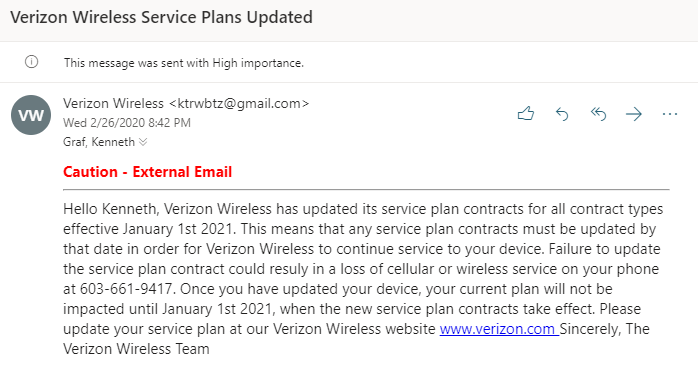 Verizon Wireless Service Plans Updated
This message was sent with High importance.
VW
Verizon Wireless <ktrwbtz@gmail.com>
Wed 2/26/2020 8:42 PM
Graf, Kenneth
Caution - External Email
Hello Kenneth, Verizon Wireless has updated its service plan contracts for all contract types
effective January 1st 2021. This means that any service plan contracts must be updated by
that date in order for Verizon Wireless to continue service to your device. Failure to update
the service plan contract could resuly in a loss of cellular or wireless service on your phone
at 603-661-9417. Once you have updated your device, your current plan will not be
impacted until January 1st 2021, when the new service plan contracts take effect. Please
update your service plan at our Verizon Wireless website www.verizon.com Sincerely, The
Verizon Wireless Team